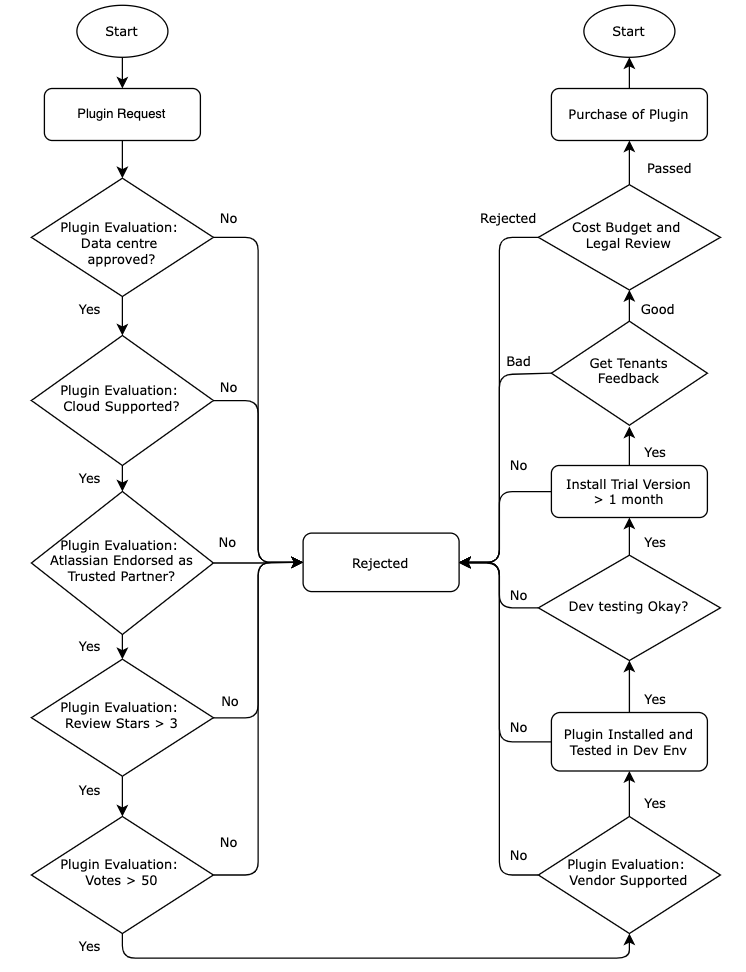 Start
Plugin Request
Plugin Evaluation:
Data centre
approved?
No
Yes
Plugin Evaluation:
Cloud Supported?
No
Yes
Plugin Evaluation:
Atlassian Endorsed as
Trusted Partner?
No
Yes
Plugin Evaluation:
Review Stars > 3
No
Yes
Plugin Evaluation:
Votes > 50
No
Yes
Rejected
Plugin Evaluation:
Vendor Supported
No
Yes
Plugin Installed and
Tested in Dev Env
No
Yes
Dev testing Okay?
No
Yes
Install Trial Version
> 1 month
No
Yes
Get Tenants
Feedback
Bad
Good
Cost Budget and
Legal Review
Rejected
Passed
Purchase of Plugin
Start